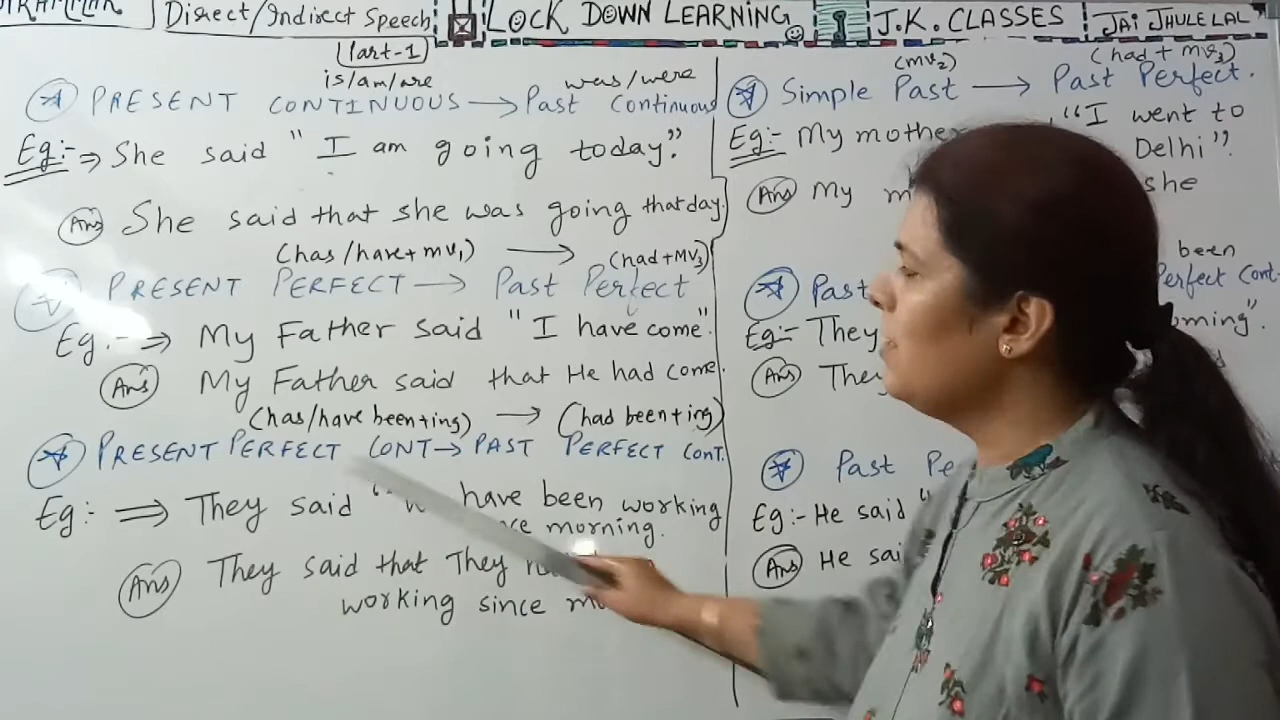 Direct/Indirect Speech
Part-1
LOCK DOWN LEARNING
J.K. CLASSES
JAI JHULELAL
is/am/are was/were
PRESENT CONTINUOUS → Past Continuous
Eg:- ⇒ She said " I am going today."
Ans She said that she was going that day.
(has/have+mv1) → (had+MV3)
PRESENT PERFECT → Past Perfect
Eg.- ⇒ My Father said "I have come".
Ans My Father said that He had come.
(has/have been+ing) → (had been+ing)
PRESENT PERFECT CONT → PAST PERFECT CONT.
Eg:- ⇒ They said " have been working
morning.
Ans They said that They
working since
(mv2) (had + mv3)
Simple Past → Past Perfect.
Eg:- My mother "I went to
Delhi".
Ans My she
been
Past Perfect Cont.
Eg:- They
Ans They
Past
Eg:- He said "
Ans He